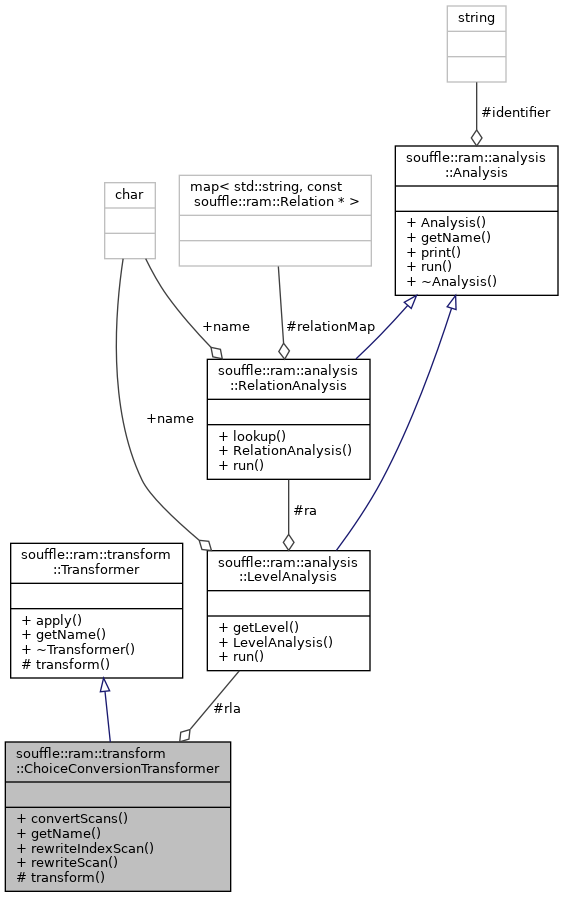 string
#identifier
souffle::ram::analysis
::Analysis
+ Analysis()
+ getName()
+ print()
+ run()
+ ~Analysis()
map< std::string, const
souffle::ram::Relation * >
char
+name
#relationMap
souffle::ram::analysis
::RelationAnalysis
+ lookup()
+ RelationAnalysis()
+ run()
+name
#ra
souffle::ram::transform
::Transformer
+ apply()
+ getName()
+ ~Transformer()
# transform()
souffle::ram::analysis
::LevelAnalysis
+ getLevel()
+ LevelAnalysis()
+ run()
#rla
souffle::ram::transform
::ChoiceConversionTransformer
+ convertScans()
+ getName()
+ rewriteIndexScan()
+ rewriteScan()
# transform()